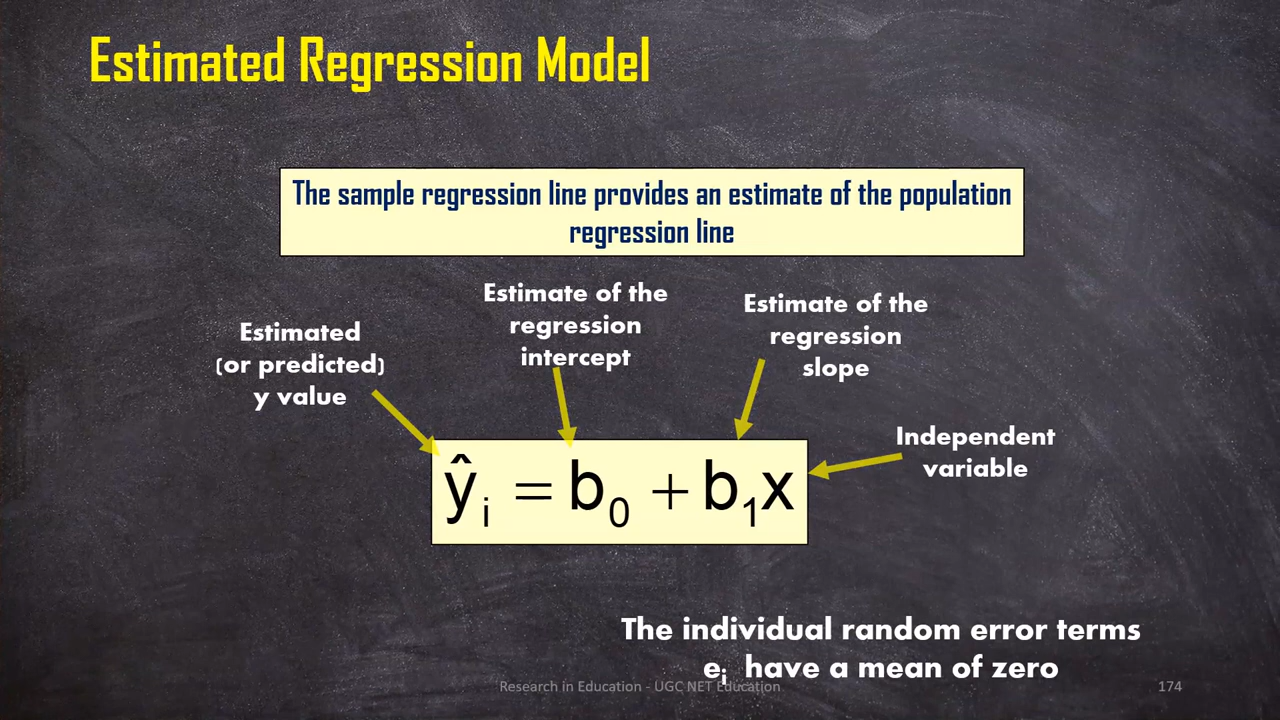 Estimated Regression Model
The sample regression line provides an estimate of the population
regression line
Estimated
(or predicted)
y value
Estimate of the
regression
intercept
Estimate of the
regression
slope
Independent
variable
ŷᵢ = b₀ + b₁x
The individual random error terms
eᵢ have a mean of zero
Research in Education - UGC NET Education
174